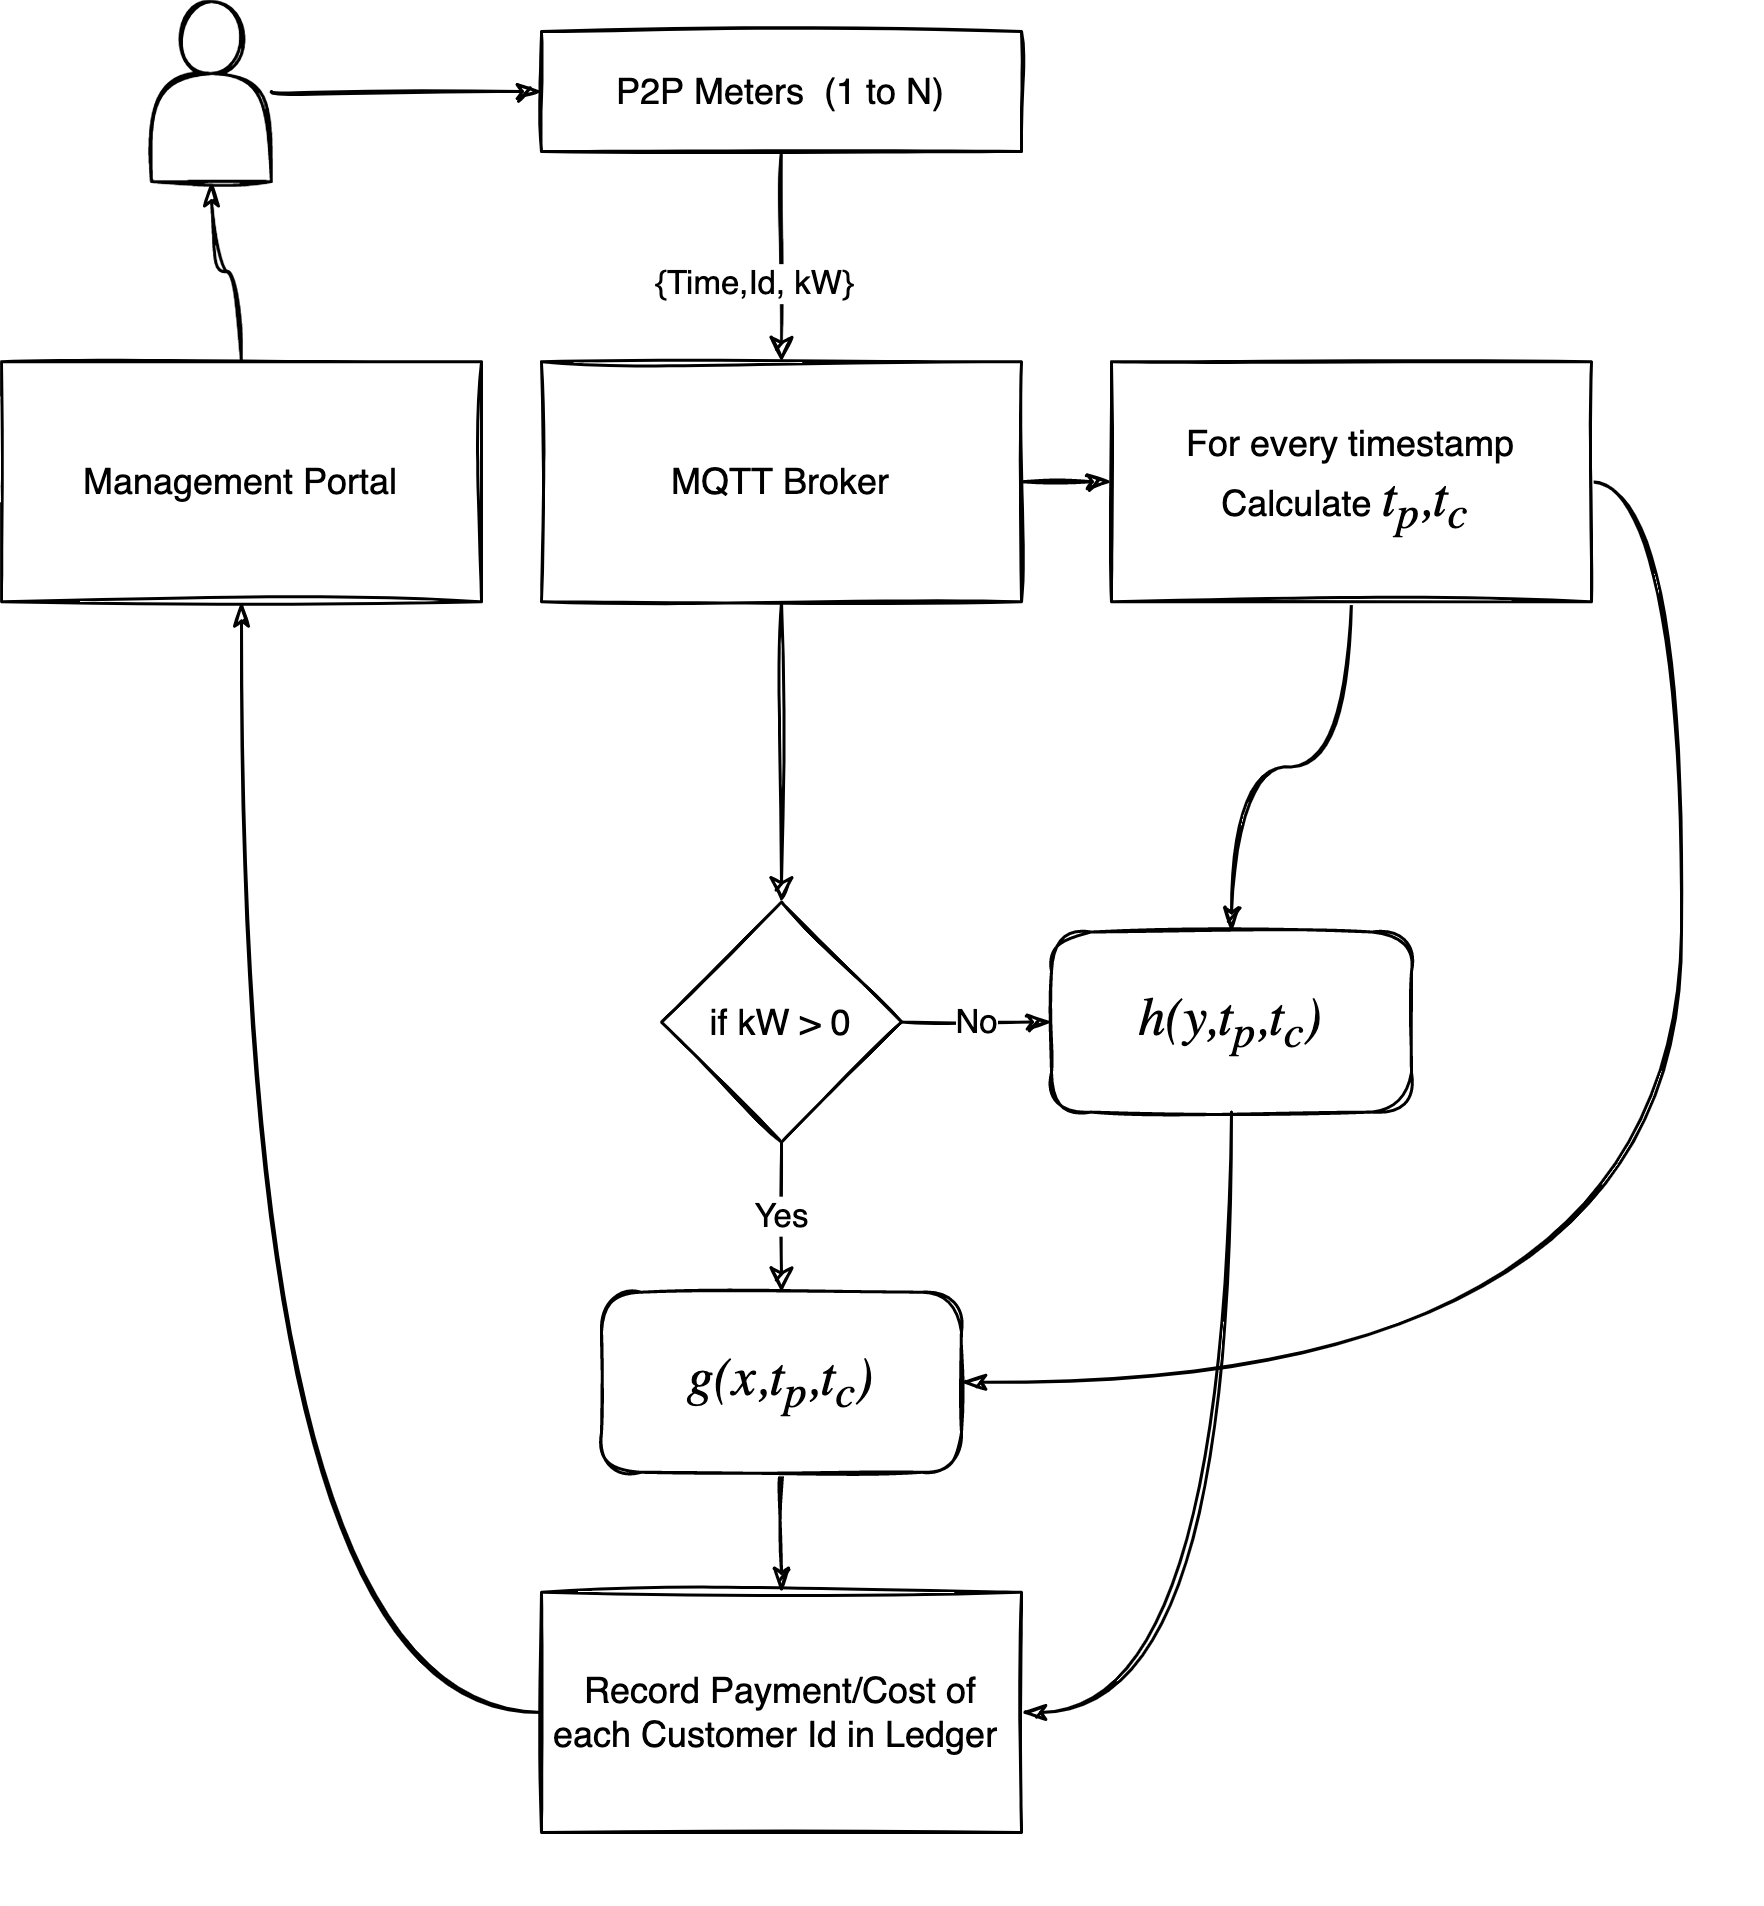 P2P Meters (1 to N)
{Time,Id, kW}
Management Portal
MQTT Broker
For every timestamp
Calculate t_p,t_c
if kW > 0
No
h(y,t_p,t_c)
Yes
g(x,t_p,t_c)
Record Payment/Cost of
each Customer Id in Ledger